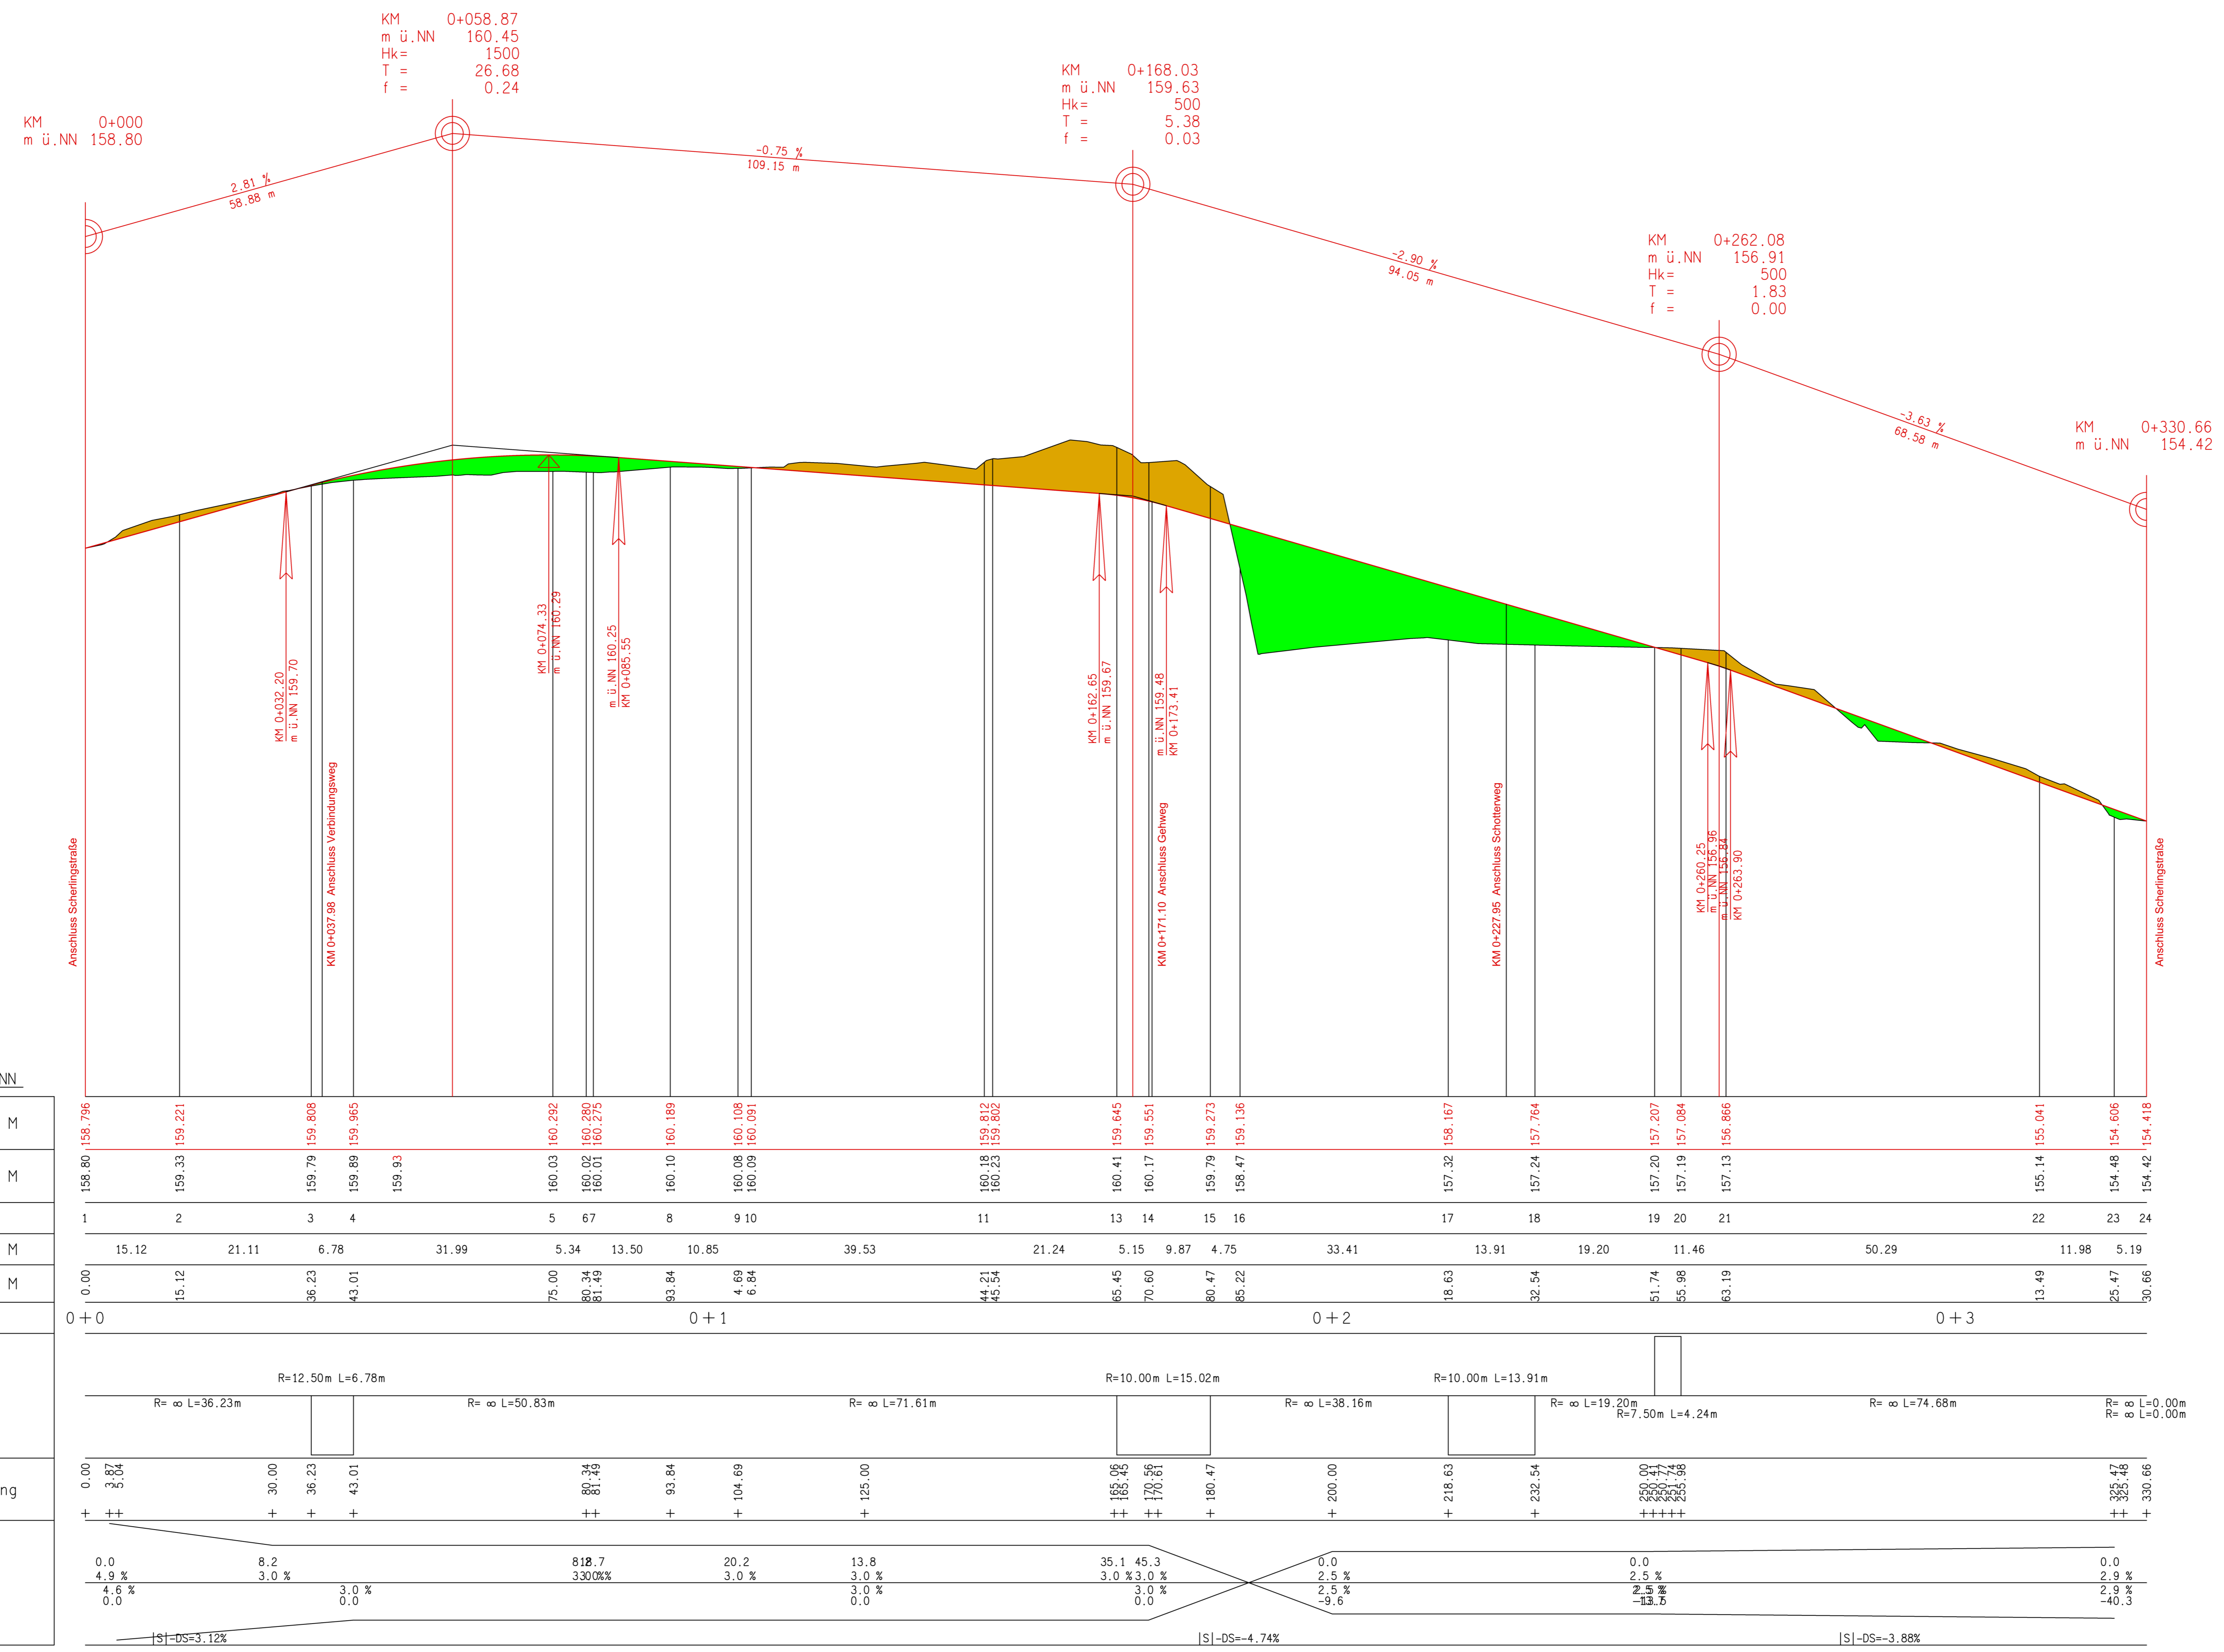 KM 0+058.87
m ü.NN 160.45
Hk= 1500
T = 26.68
f = 0.24
KM 0+168.03
m ü.NN 159.63
Hk= 500
T = 5.38
f = 0.03
KM 0+000
m ü.NN 158.80
-0.75 %
109.15 m
2.81 %
58.88 m
KM 0+262.08
m ü.NN 156.91
Hk= 500
T = 1.83
f = 0.00
-2.90 %
94.05 m
-3.63 %
68.58 m
KM 0+330.66
m ü.NN 154.42
KM 0+032.20
m ü.NN 159.70
KM 0+074.33
m ü.NN 160.29
m ü.NN 160.25
KM 0+085.55
KM 0+162.65
m ü.NN 159.67
m ü.NN 159.48
KM 0+173.41
KM 0+260.25
m ü.NN 156.96
m ü.NN 156.84
KM 0+263.90
Anschluss Scherlingstraße
KM 0+037.98 Anschluss Verbindungsweg
KM 0+171.10 Anschluss Gehweg
KM 0+227.95 Anschluss Schotterweg
Anschluss Scherlingstraße
NN
M 158.796 159.221 159.808 159.965 160.292 160.280 160.275 160.189 160.108 160.091 159.812 159.802 159.645 159.551 159.273 159.136 158.167 157.764 157.207 157.084 156.866 155.041 154.606 154.418
M 158.80 159.33 159.79 159.89 159.93 160.03 160.02 160.01 160.10 160.08 160.09 160.18 160.23 160.41 160.17 159.79 158.47 157.32 157.24 157.20 157.19 157.13 155.14 154.48 154.42
1 2 3 4 5 6 7 8 9 10 11 13 14 15 16 17 18 19 20 21 22 23 24
M 15.12 21.11 6.78 31.99 5.34 13.50 10.85 39.53 21.24 5.15 9.87 4.75 33.41 13.91 19.20 11.46 50.29 11.98 5.19
M 0.00 15.12 36.23 43.01 75.00 80.34 81.49 93.84 4.69 6.84 44.21 45.54 65.45 70.60 80.47 85.22 18.63 32.54 51.74 55.98 63.19 13.49 25.47 30.66
0+0 0+1 0+2 0+3
R=12.50m L=6.78m R=10.00m L=15.02m R=10.00m L=13.91m
R= ∞ L=36.23m R= ∞ L=50.83m R= ∞ L=71.61m R= ∞ L=38.16m R= ∞ L=19.20m R= ∞ L=74.68m R= ∞ L=0.00m
R=7.50m L=4.24m R= ∞ L=0.00m
ng 0.00 3.87 5.04 30.00 36.23 43.01 80.34 81.49 93.84 104.69 125.00 165.06 165.45 170.56 170.61 180.47 200.00 218.63 232.54 250.00 250.41 250.77 251.74 255.98 325.47 325.48 330.66
+ + + + + + + + + + + + + + + + + + + + + + + + + + +
0.0 8.2 20.2 13.8 35.1 45.3 0.0 0.0 0.0
4.9 % 3.0 % 3.0 % 3.0 % 3.0 % 3.0 % 2.5 % 2.5 % 2.9 %
4.6 % 3.0 % 3.0 % 3.0 % 2.5 % 2.9 %
0.0 0.0 0.0 0.0 -9.6 -40.3
|S|-DS=3.12% |S|-DS=-4.74% |S|-DS=-3.88%